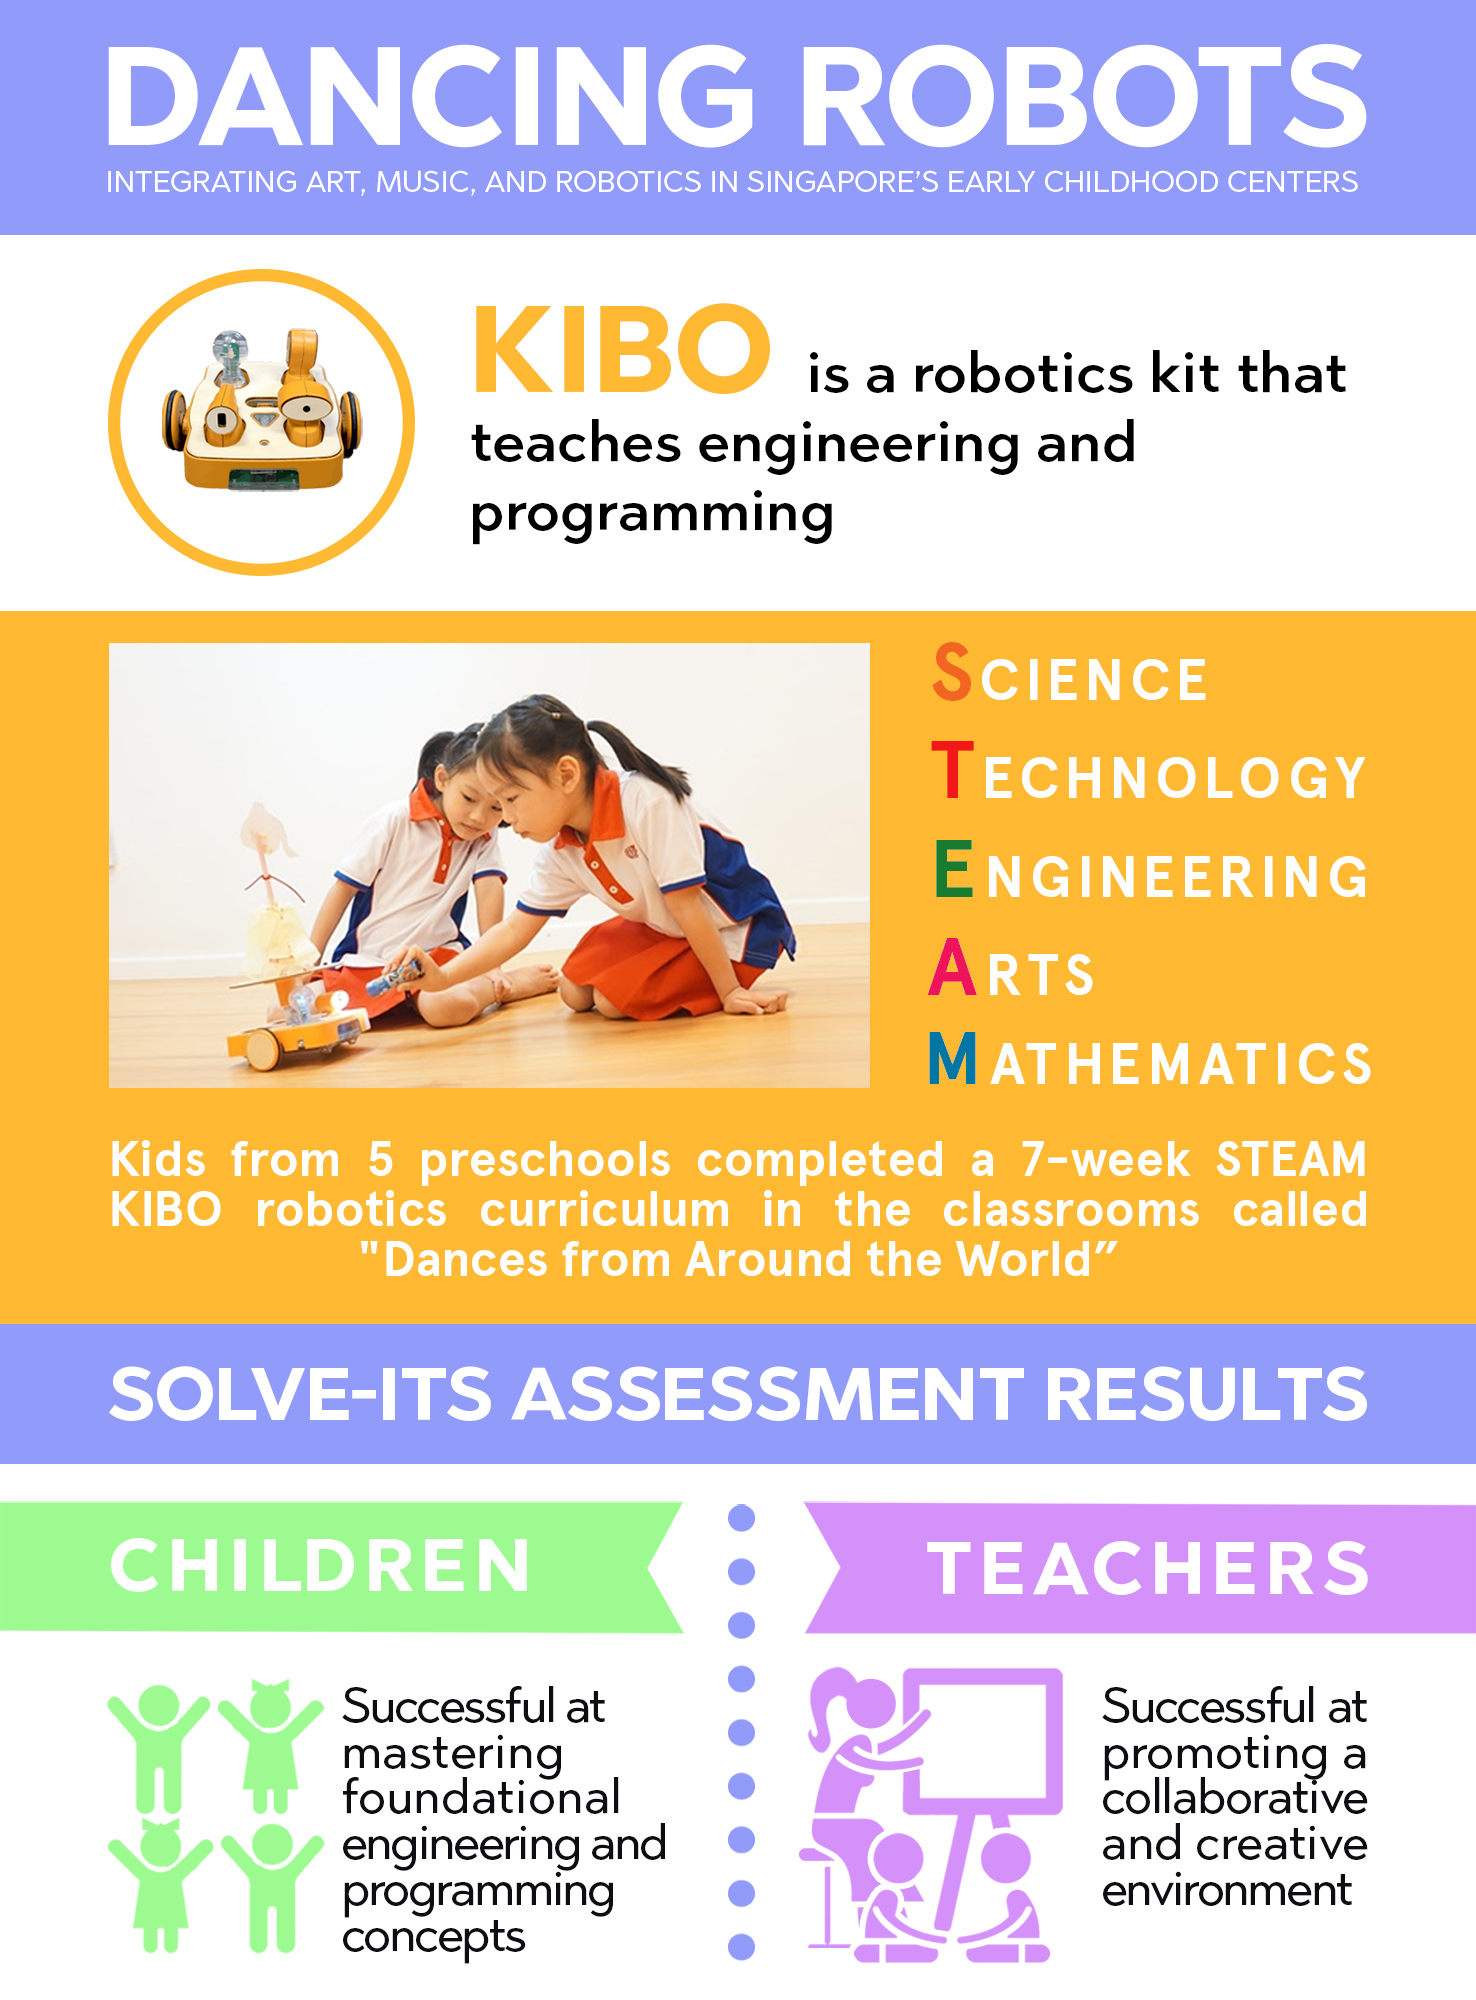 DANCING ROBOTS
INTEGRATING ART, MUSIC, AND ROBOTICS IN SINGAPORE'S EARLY CHILDHOOD CENTERS
KIBO is a robotics kit that
teaches engineering and
programming
SCIENCE
TECHNOLOGY
ENGINEERING
ARTS
MATHEMATICS
Kids from 5 preschools completed a 7-week STEAM
KIBO robotics curriculum in the classrooms called
"Dances from Around the World”
SOLVE-ITS ASSESSMENT RESULTS
CHILDREN
Successful at
mastering
foundational
engineering and
programming
concepts
TEACHERS
Successful at
promoting a
collaborative
and creative
environment